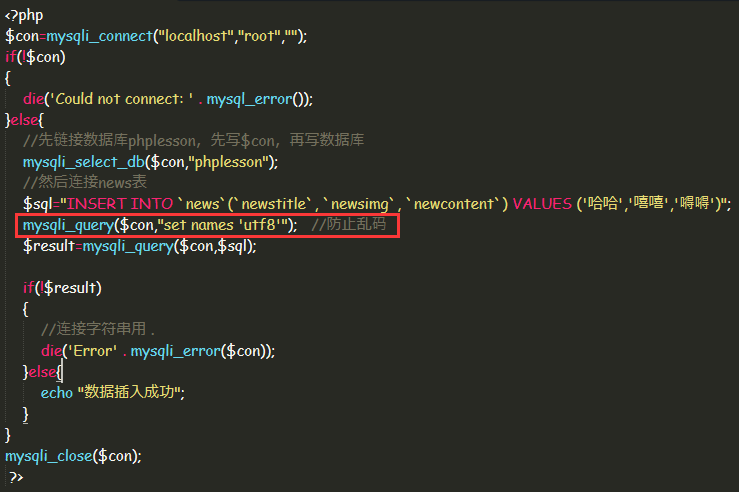 <?php
$con=mysqli_connect("localhost","root","");
if(!$con)
{
die('Could not connect: ' . mysql_error());
}else{
//先链接数据库phplesson，先写$con，再写数据库
mysqli_select_db($con,"phplesson");
//然后连接news表
$sql="INSERT INTO `news`(`newstitle`,`newsimg`,`newcontent`) VALUES ('哈哈','嘻嘻','嘚嘚')";
mysqli_query($con,"set names 'utf8'"); //防止乱码
$result=mysqli_query($con,$sql);
if(!$result)
{
//连接字符串用 .
die('Error' . mysqli_error($con));
}else{
echo "数据插入成功";
}
}
mysqli_close($con);
?>